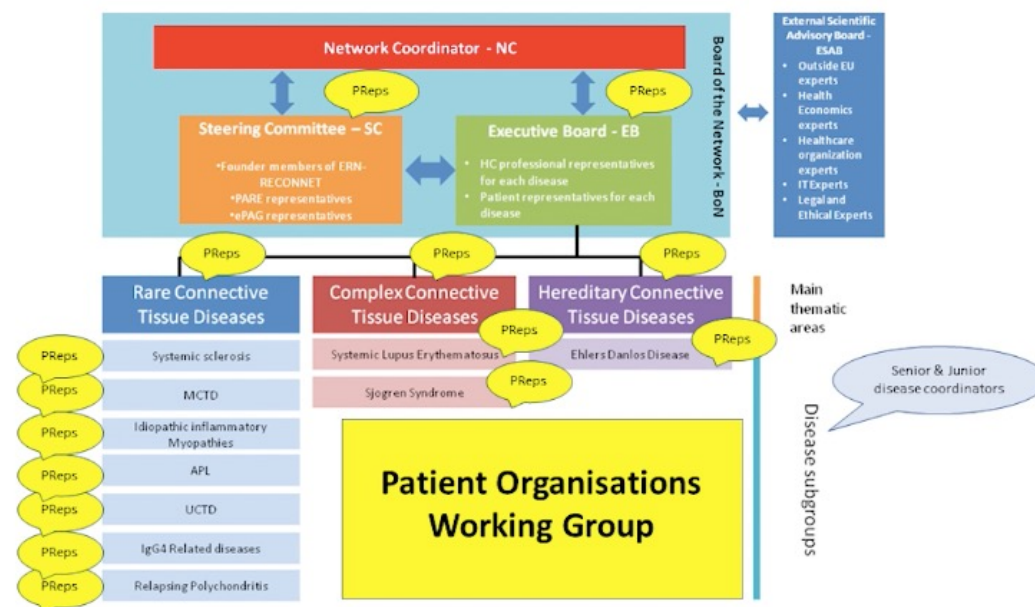 Network Coordinator - NC
PReps
PReps
Steering Committee – SC
•Founder members of ERN-
RECONNET
•PARE representatives
•ePAG representatives
Executive Board - EB
• HC professional representatives
for each disease
• Patient representatives for each
disease
Board of the Network - BoN
External Scientific
Advisory Board -
ESAB
• Outside EU
experts
• Health
Economics
experts
• Healthcare
organization
experts
• IT Experts
• Legal and
Ethical Experts
PReps
PReps
PReps
Rare Connective
Tissue Diseases
Complex Connective
Tissue Diseases
Hereditary Connective
Tissue Diseases
Main
thematic
areas
PReps
Systemic sclerosis
PReps
MCTD
PReps
Idiopathic inflammatory
Myopathies
PReps
APL
PReps
UCTD
PReps
IgG4 Related diseases
PReps
Relapsing Polychondritis
PReps
Systemic Lupus Erythematosus
PReps
Sjogren Syndrome
PReps
Ehlers Danlos Disease
Patient Organisations
Working Group
Disease subgroups
Senior & Junior
disease coordinators